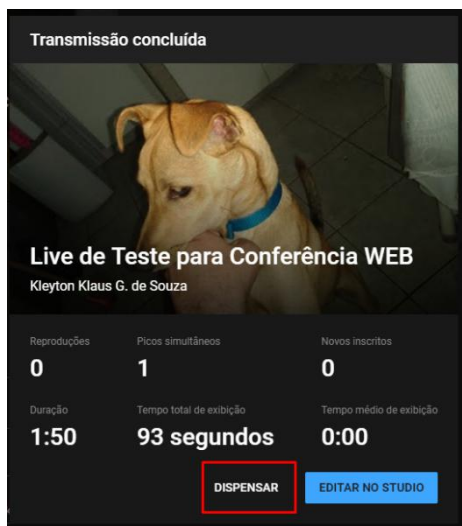 Transmissão concluída
Live de Teste para Conferência WEB
Kleyton Klaus G. de Souza
Reproduções Picos simultâneos Novos inscritos
0 1 0
Duração Tempo total de exibição Tempo médio de exibição
1:50 93 segundos 0:00
DISPENSAR EDITAR NO STUDIO